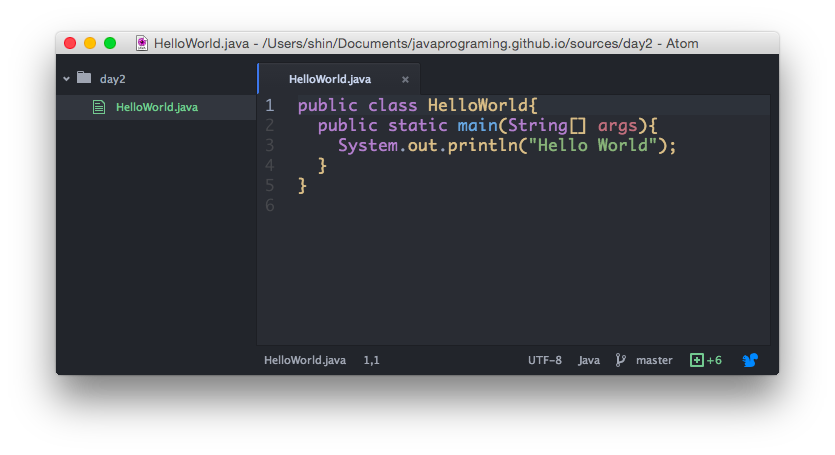 HelloWorld.java - /Users/shin/Documents/javaprograming.github.io/sources/day2 - Atom
day2
HelloWorld.java
HelloWorld.java ×
1 public class HelloWorld{
2   public static main(String[] args){
3     System.out.println("Hello World");
4   }
5 }
6
HelloWorld.java 1,1 UTF-8 Java master +6